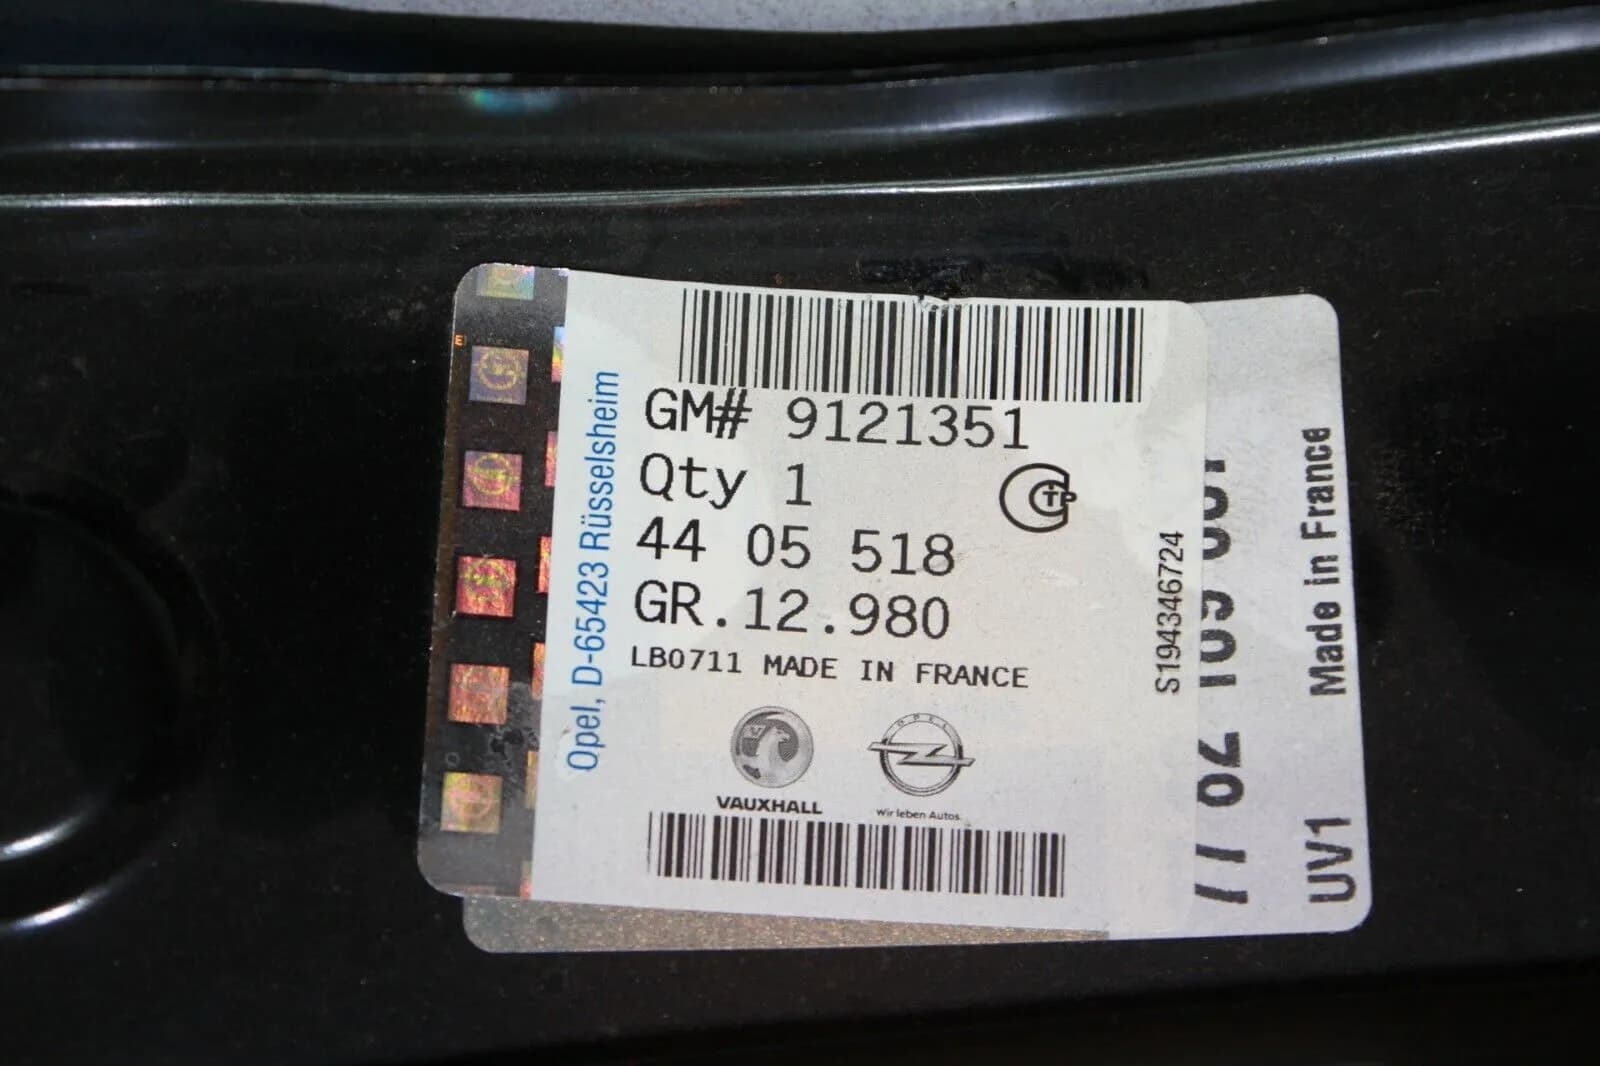 GM# 9121351
Qty 1
44 05 518
GR.12.980
LB0711 MADE IN FRANCE
VAUXHALL
OPEL
Wir leben Autos.
Opel, D-65423 Rüsselsheim
S194346724
Made in France
UV1